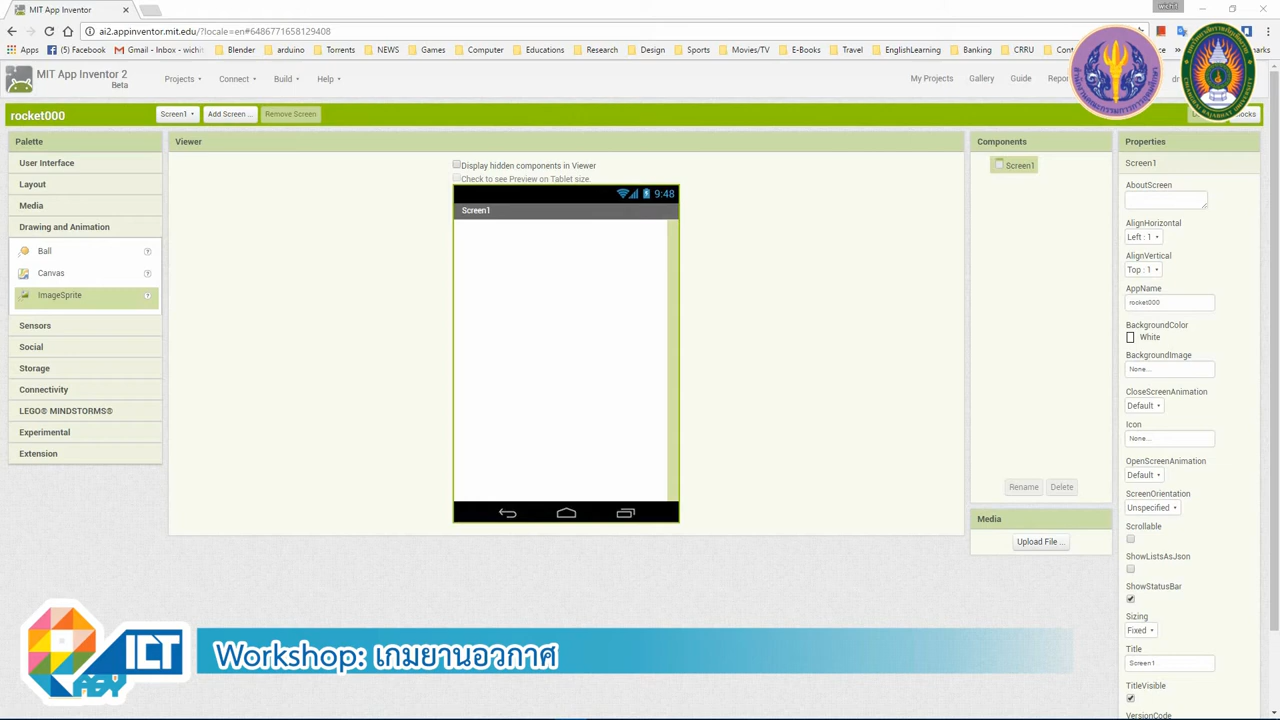 MIT App Inventor 2
wichit
ai2.appinventor.mit.edu/?locale=en#6486771658129408
Apps (5) Facebook Gmail - Inbox - wichit Blender arduino Torrents NEWS Computer Educations Research Design Sport Movies/TV E-Books Travel EnglishLearning Banking CRRU Bookmarks
MIT App Inventor 2
Beta
Projects Connect Build Help My Projects Gallery Guide
rocket000 Screen1 Add Screen ... Remove Screen
Palette Viewer Components Properties
User Interface
Layout
Media
Drawing and Animation
Ball
Canvas
ImageSprite
Sensors
Social
Storage
Connectivity
LEGO® MINDSTORMS®
Experimental
Extension
Display hidden components in Viewer
Check to see Preview on Tablet size.
9:48
Screen1
Screen1
Rename Delete
Media
Upload File ...
Screen1
AboutScreen
AlignHorizontal
Left : 1
AlignVertical
Top : 1
AppName
rocket000
BackgroundColor
White
BackgroundImage
None...
CloseScreenAnimation
Default
Icon
None...
OpenScreenAnimation
Default
ScreenOrientation
Unspecified
Scrollable
ShowListsAsJson
ShowStatusBar
Sizing
Fixed
Title
Screen1
TitleVisible
VersionCode
ICT
Workshop: เกมยานอวกาศ